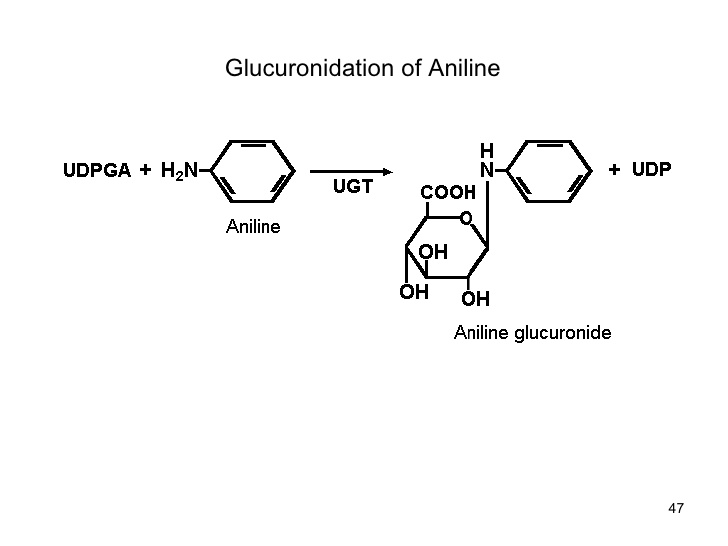 Glucuronidation of Aniline
UDPGA + H₂N
UGT
H
N
+ UDP
COOH
O
Aniline
OH
OH
OH
Aniline glucuronide
47